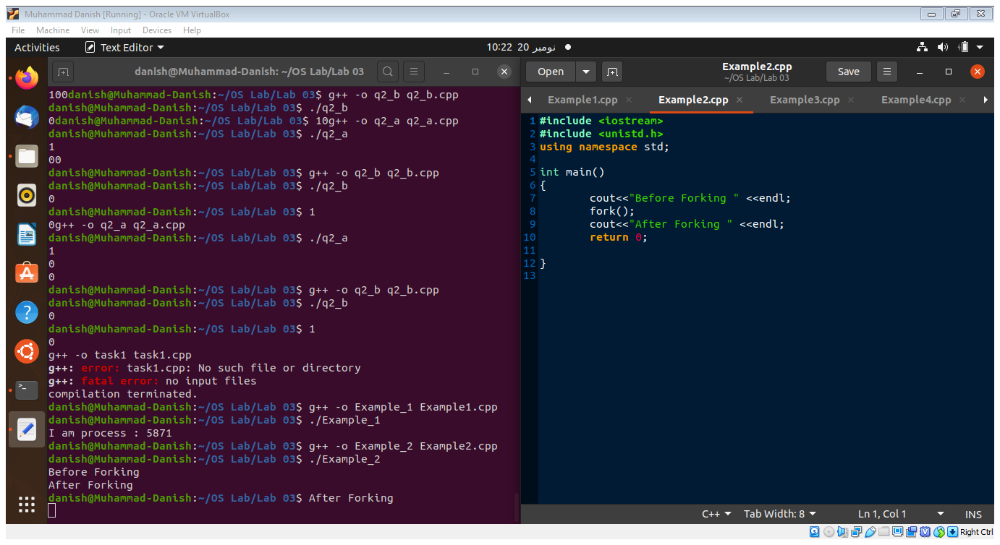 Muhammad Danish [Running] - Oracle VM VirtualBox
File Machine View Input Devices Help
Activities Text Editor 10:22 20 نومبر
danish@Muhammad-Danish: ~/OS Lab/Lab 03
100danish@Muhammad-Danish:~/OS Lab/Lab 03$ g++ -o q2_b q2_b.cpp
danish@Muhammad-Danish:~/OS Lab/Lab 03$ ./q2_b
0danish@Muhammad-Danish:~/OS Lab/Lab 03$ 10g++ -o q2_a q2_a.cpp
danish@Muhammad-Danish:~/OS Lab/Lab 03$ ./q2_a
1
00
danish@Muhammad-Danish:~/OS Lab/Lab 03$ g++ -o q2_b q2_b.cpp
danish@Muhammad-Danish:~/OS Lab/Lab 03$ ./q2_b
0
danish@Muhammad-Danish:~/OS Lab/Lab 03$ 1
0g++ -o q2_a q2_a.cpp
danish@Muhammad-Danish:~/OS Lab/Lab 03$ ./q2_a
1
0
0
danish@Muhammad-Danish:~/OS Lab/Lab 03$ g++ -o q2_b q2_b.cpp
danish@Muhammad-Danish:~/OS Lab/Lab 03$ ./q2_b
0
danish@Muhammad-Danish:~/OS Lab/Lab 03$ 1
0
g++ -o task1 task1.cpp
g++: error: task1.cpp: No such file or directory
g++: fatal error: no input files
compilation terminated.
danish@Muhammad-Danish:~/OS Lab/Lab 03$ g++ -o Example_1 Example1.cpp
danish@Muhammad-Danish:~/OS Lab/Lab 03$ ./Example_1
I am process : 5871
danish@Muhammad-Danish:~/OS Lab/Lab 03$ g++ -o Example_2 Example2.cpp
danish@Muhammad-Danish:~/OS Lab/Lab 03$ ./Example_2
Before Forking
After Forking
danish@Muhammad-Danish:~/OS Lab/Lab 03$ After Forking
Open Example2.cpp Save
~/OS Lab/Lab 03
Example1.cpp Example2.cpp Example3.cpp Example4.cpp
1 #include <iostream>
2 #include <unistd.h>
3 using namespace std;
4
5 int main()
6 {
7 cout<<"Before Forking " <<endl;
8 fork();
9 cout<<"After Forking " <<endl;
10 return 0;
11
12 }
13
C++ Tab Width: 8 Ln 1, Col 1 INS
Right Ctrl